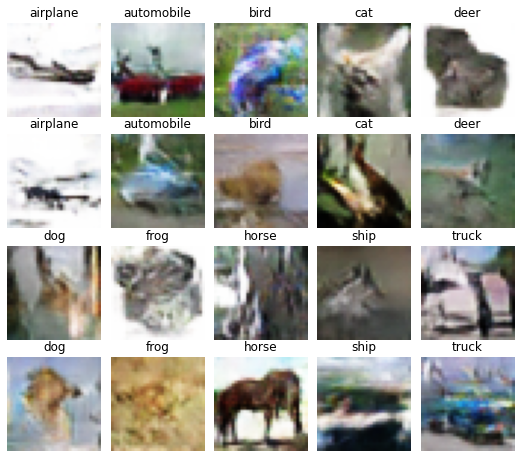 airplane automobile bird cat deer
airplane automobile bird cat deer
dog frog horse ship truck
dog frog horse ship truck